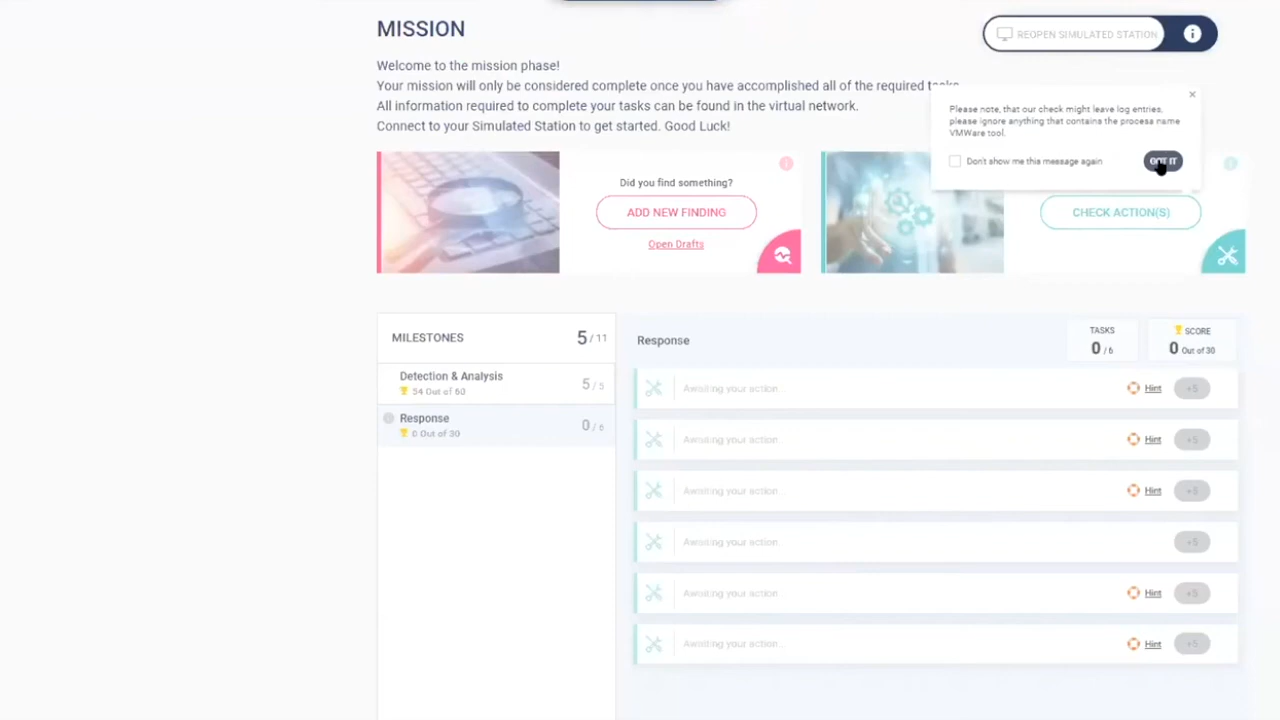 MISSION
REOPEN SIMULATED STATION
Welcome to the mission phase!
Your mission will only be considered complete once you have accomplished all of the required tasks
All information required to complete your tasks can be found in the virtual network.
Connect to your Simulated Station to get started. Good Luck!
Please note, that our check might leave log entries,
please ignore anything that contains the process name
VMWare tool.
Don't show me this message again
GOT IT
Did you find something?
ADD NEW FINDING
Open Drafts
CHECK ACTION(S)
MILESTONES
5 / 11
Detection & Analysis
54 Out of 60
5 / 5
Response
0 Out of 30
0 / 6
Response
TASKS
0 / 6
SCORE
0 Out of 30
Awaiting your action...
Hint
+5
Awaiting your action...
Hint
+5
Awaiting your action...
Hint
+5
Awaiting your action...
+5
Awaiting your action...
Hint
+5
Awaiting your action...
Hint
+5